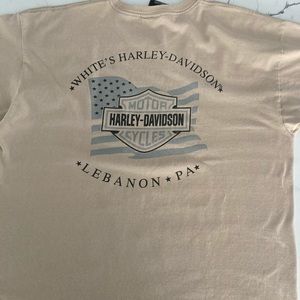 ★WHITE'S HARLEY-DAVIDSON★
MOTOR
HARLEY-DAVIDSON
CYCLES
★LEBANON★PA★